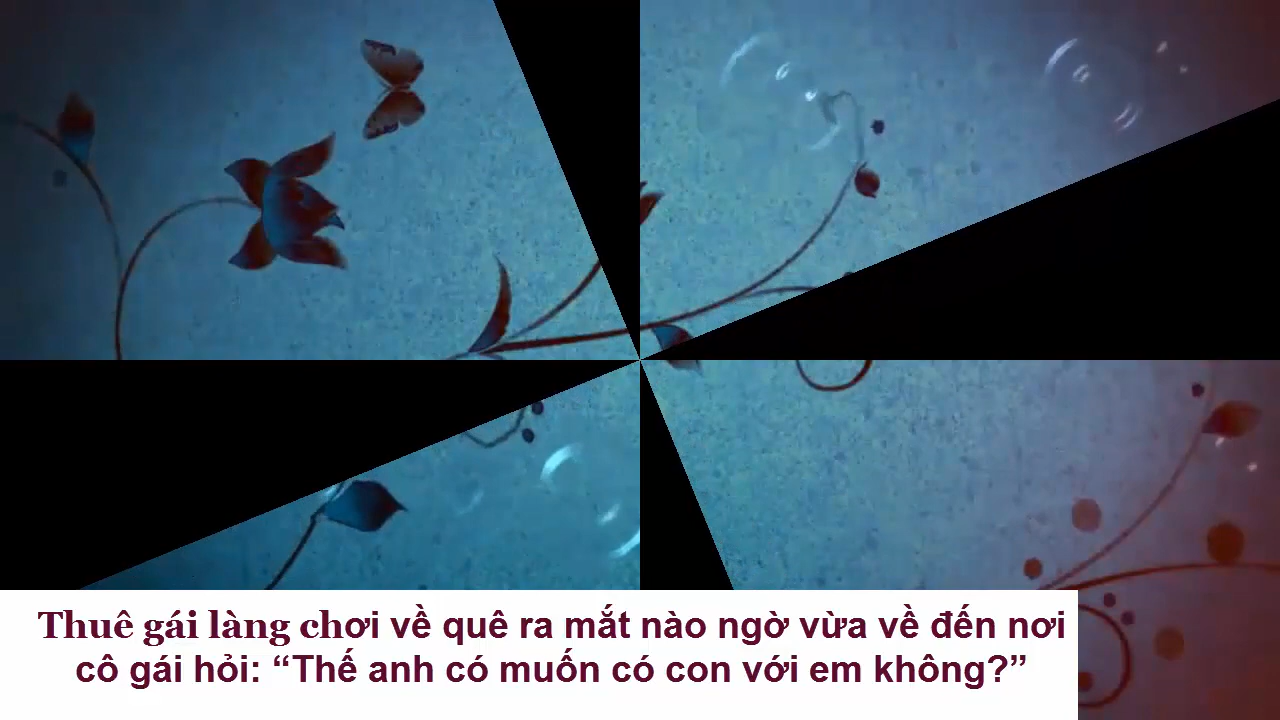 Thuê gái làng chơi về quê ra mắt nào ngờ vừa về đến nơi
cô gái hỏi: “Thế anh có muốn có con với em không?”